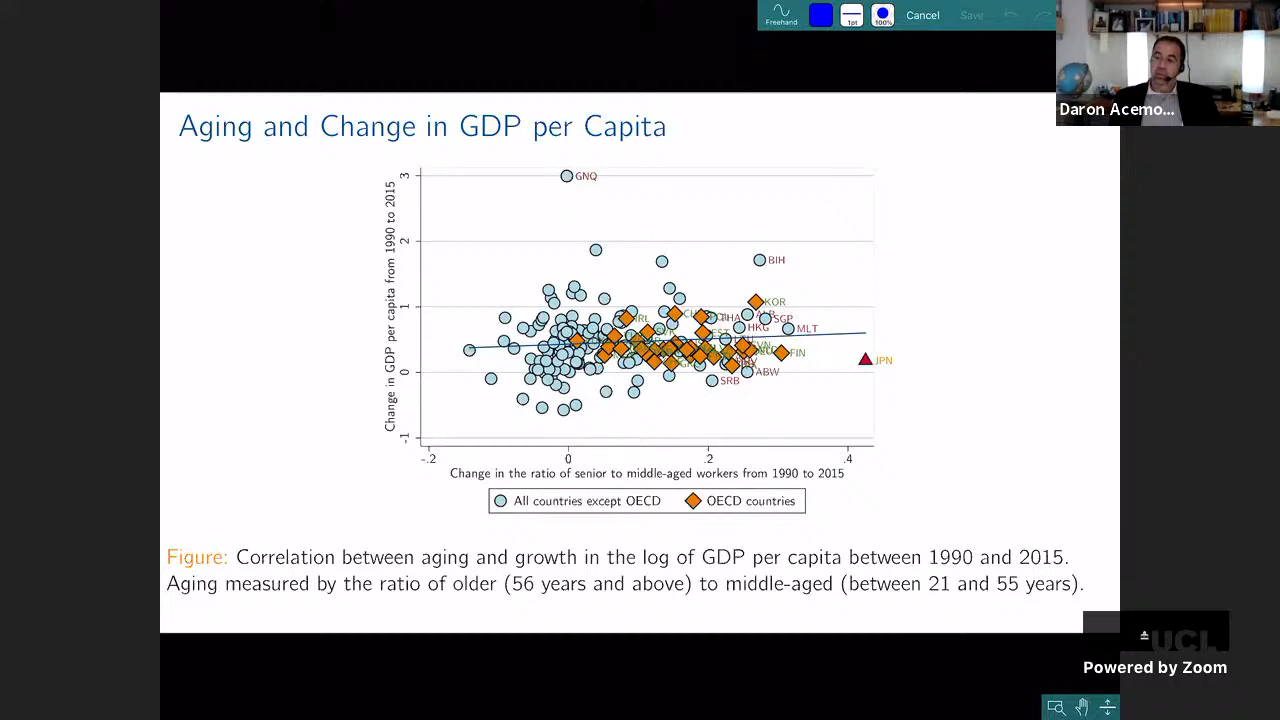 Freehand
1pt
100%
Cancel
Save
Daron Acemo...
Aging and Change in GDP per Capita
Change in GDP per capita from 1990 to 2015
3
2
1
0
-1
GNQ
BIH
KOR
SGP
HKG
MLT
FIN
JPN
SRB
ABW
-.2
0
.2
.4
Change in the ratio of senior to middle-aged workers from 1990 to 2015
All countries except OECD
OECD countries
Figure: Correlation between aging and growth in the log of GDP per capita between 1990 and 2015.
Aging measured by the ratio of older (56 years and above) to middle-aged (between 21 and 55 years).
UCL
Powered by Zoom